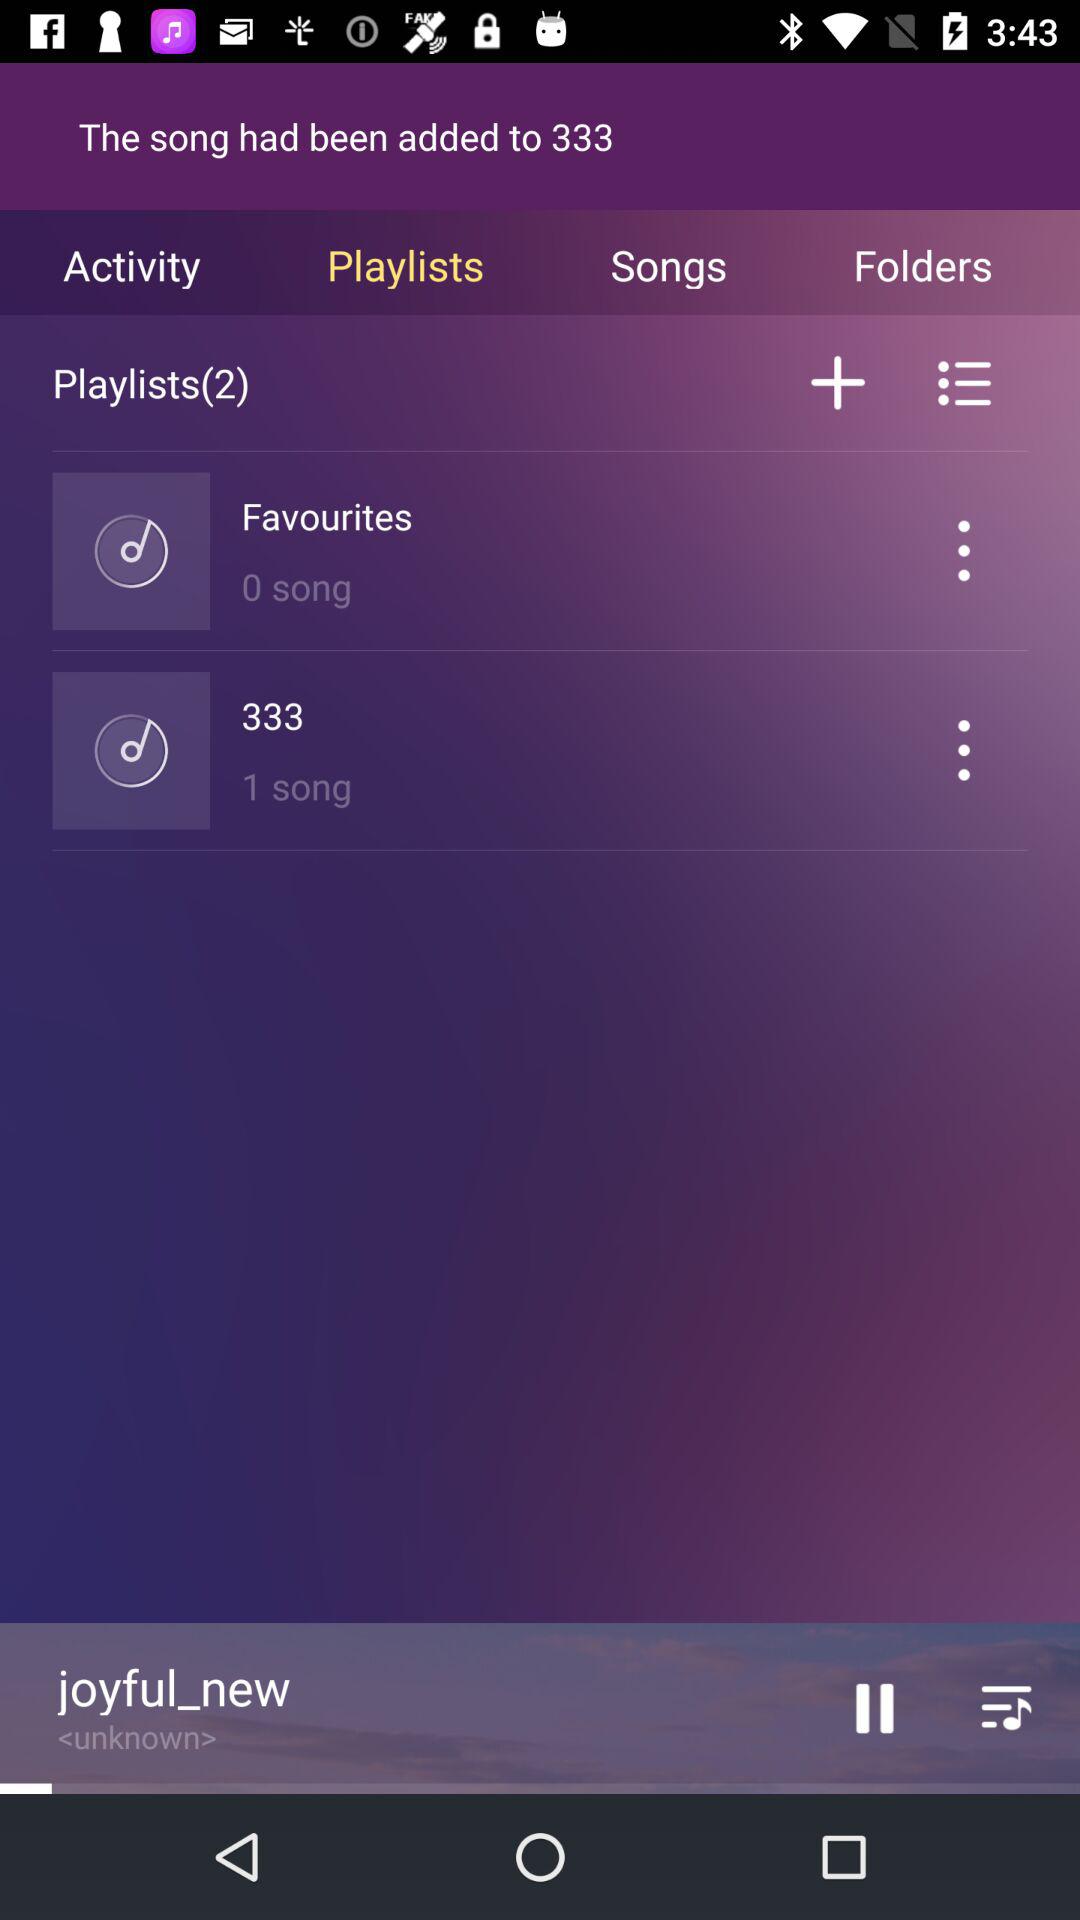 FAKE
3:43
The song had been added to 333
Activity Playlists Songs Folders
Playlists(2)
Favourites
0 song
333
1 song
joyful_new
<unknown>